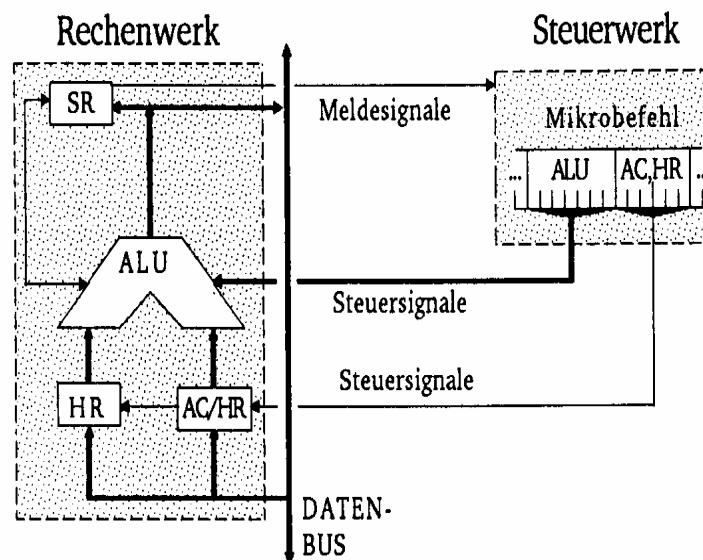 Rechenwerk
Steuerwerk
SR
Meldesignale
Mikrobefehl
... ALU AC,HR ..
ALU
Steuersignale
Steuersignale
HR
AC/HR
DATEN-
BUS